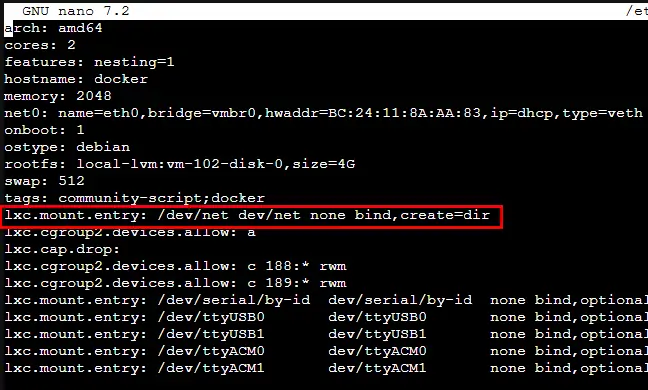 GNU nano 7.2 /et
arch: amd64
cores: 2
features: nesting=1
hostname: docker
memory: 2048
net0: name=eth0,bridge=vmbr0,hwaddr=BC:24:11:8A:AA:83,ip=dhcp,type=veth
onboot: 1
ostype: debian
rootfs: local-lvm:vm-102-disk-0,size=4G
swap: 512
tags: community-script;docker
lxc.mount.entry: /dev/net dev/net none bind,create=dir
lxc.cgroup2.devices.allow: a
lxc.cap.drop:
lxc.cgroup2.devices.allow: c 188:* rwm
lxc.cgroup2.devices.allow: c 189:* rwm
lxc.mount.entry: /dev/serial/by-id  dev/serial/by-id  none bind,optional
lxc.mount.entry: /dev/ttyUSB0       dev/ttyUSB0       none bind,optional
lxc.mount.entry: /dev/ttyUSB1       dev/ttyUSB1       none bind,optional
lxc.mount.entry: /dev/ttyACM0       dev/ttyACM0       none bind,optional
lxc.mount.entry: /dev/ttyACM1       dev/ttyACM1       none bind,optional